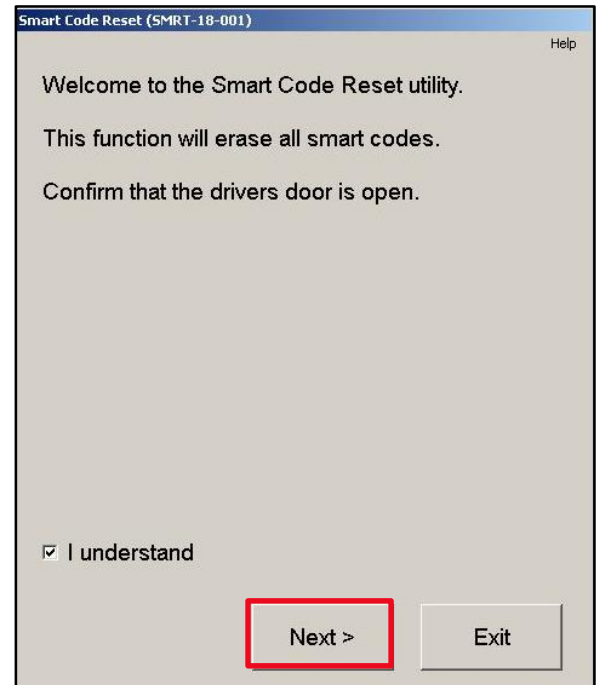 Smart Code Reset (SMRT-18-001)
Help
Welcome to the Smart Code Reset utility.
This function will erase all smart codes.
Confirm that the drivers door is open.
I understand
Next >
Exit